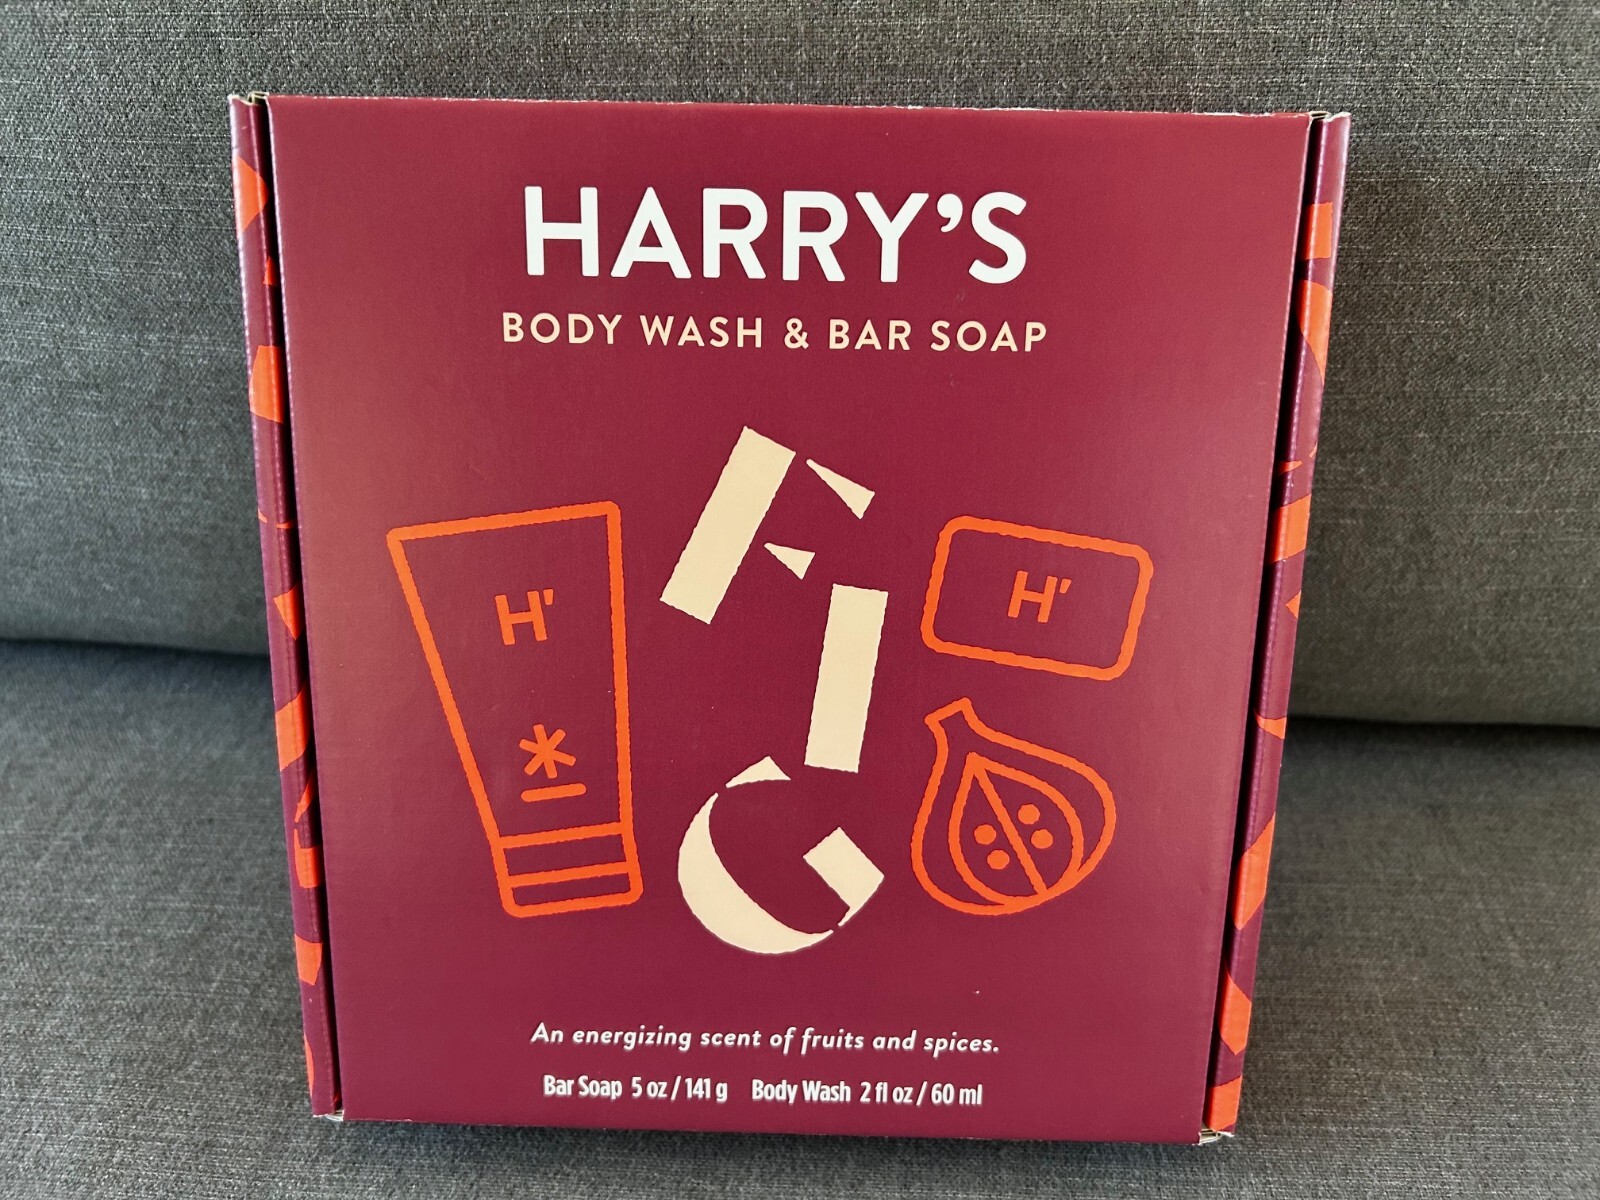 HARRY'S
BODY WASH & BAR SOAP
FIG
H'
H'
An energizing scent of fruits and spices.
Bar Soap 5 oz / 141 g Body Wash 2 fl oz / 60 ml